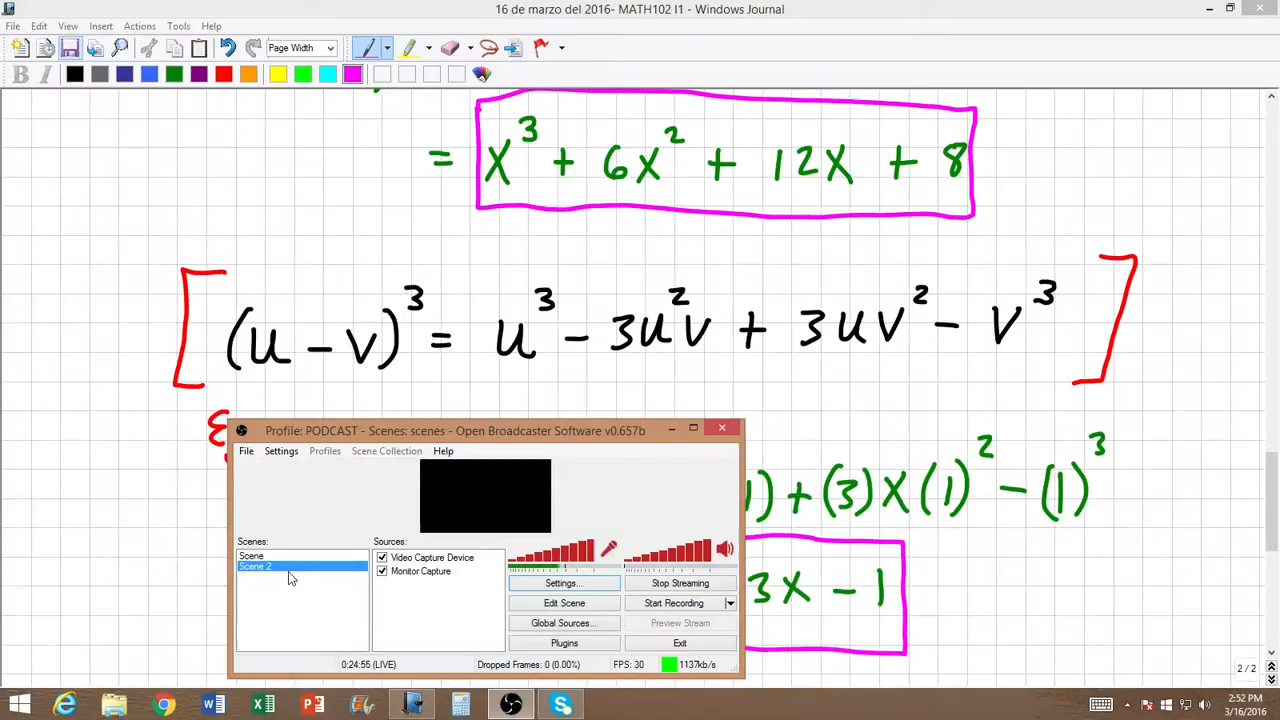 16 de marzo del 2016- MATH102 I1 - Windows Journal
File Edit View Insert Actions Tools Help
Page Width
B I
= x³ + 6x² + 12x + 8
(u - v)³ = u³ - 3u²v + 3uv² - v³
Profile: PODCAST - Scenes: scenes - Open Broadcaster Software v0.657b
File Settings Profiles Scene Collection Help
1) + (3)x(1)² - (1)³
Scenes: Sources:
Scene
Scene 2
Video Capture Device
Monitor Capture
3x - 1
Settings... Stop Streaming
Edit Scene Start Recording
Global Sources... Preview Stream
Plugins Exit
0:24:55 (LIVE) Dropped Frames: 0 (0.00%) FPS: 30 1137kb/s
2/2
2:52 PM
3/16/2016